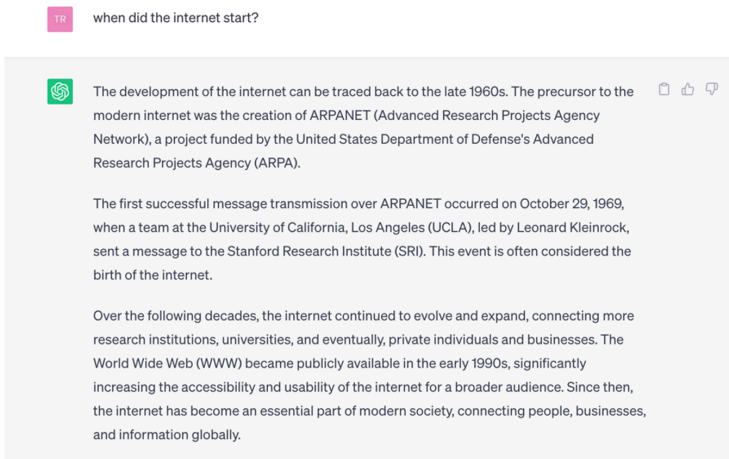 TR
when did the internet start?
The development of the internet can be traced back to the late 1960s. The precursor to the
modern internet was the creation of ARPANET (Advanced Research Projects Agency
Network), a project funded by the United States Department of Defense's Advanced
Research Projects Agency (ARPA).
The first successful message transmission over ARPANET occurred on October 29, 1969,
when a team at the University of California, Los Angeles (UCLA), led by Leonard Kleinrock,
sent a message to the Stanford Research Institute (SRI). This event is often considered the
birth of the internet.
Over the following decades, the internet continued to evolve and expand, connecting more
research institutions, universities, and eventually, private individuals and businesses. The
World Wide Web (WWW) became publicly available in the early 1990s, significantly
increasing the accessibility and usability of the internet for a broader audience. Since then,
the internet has become an essential part of modern society, connecting people, businesses,
and information globally.